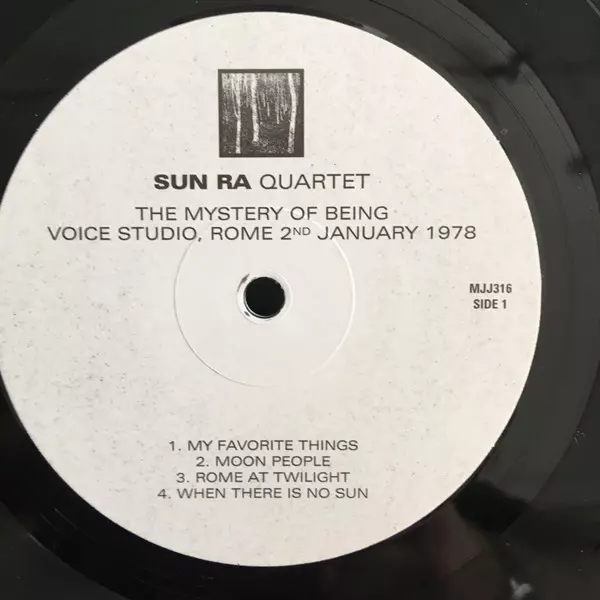 SUN RA QUARTET
THE MYSTERY OF BEING
VOICE STUDIO, ROME 2ND JANUARY 1978
MJJ316
SIDE 1
1. MY FAVORITE THINGS
2. MOON PEOPLE
3. ROME AT TWILIGHT
4. WHEN THERE IS NO SUN